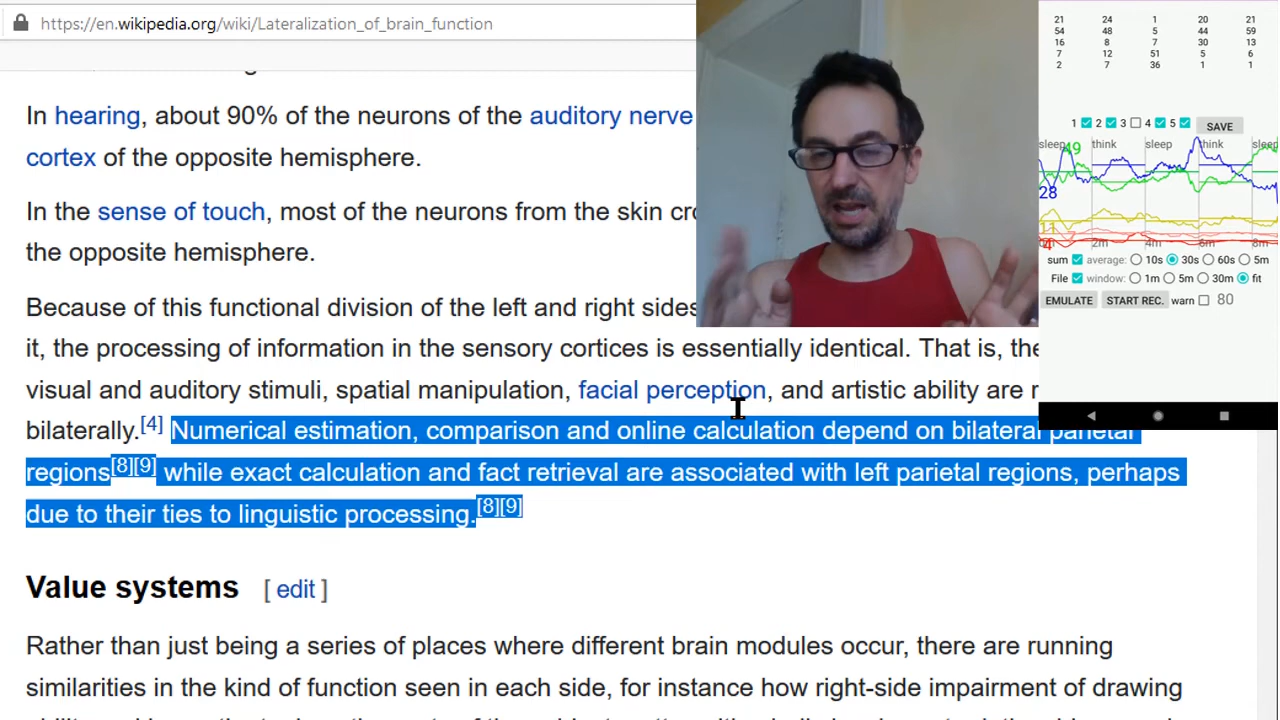 https://en.wikipedia.org/wiki/Lateralization_of_brain_function
In hearing, about 90% of the neurons of the auditory nerve
cortex of the opposite hemisphere.
In the sense of touch, most of the neurons from the skin
the opposite hemisphere.
Because of this functional division of the left and right sides
it, the processing of information in the sensory cortices is essentially identical. That is,
visual and auditory stimuli, spatial manipulation, facial perception, and artistic ability are
bilaterally.[4] Numerical estimation, comparison and online calculation depend on bilateral parietal
regions[8][9] while exact calculation and fact retrieval are associated with left parietal regions, perhaps
due to their ties to linguistic processing.[8][9]
Value systems [ edit ]
Rather than just being a series of places where different brain modules occur, there are running
similarities in the kind of function seen in each side, for instance how right-side impairment of drawing
21 24 1 20 21
54 48 5 44 59
16 8 7 30 13
7 12 51 5 6
2 7 36 1 1
1 2 3 4 5 SAVE
sleep think sleep think sleep
49
28
11
4
2m 4m 6m 8m
sum average: 10s 30s 60s 5m
File window: 1m 5m 30m fit
EMULATE START REC. warn 80